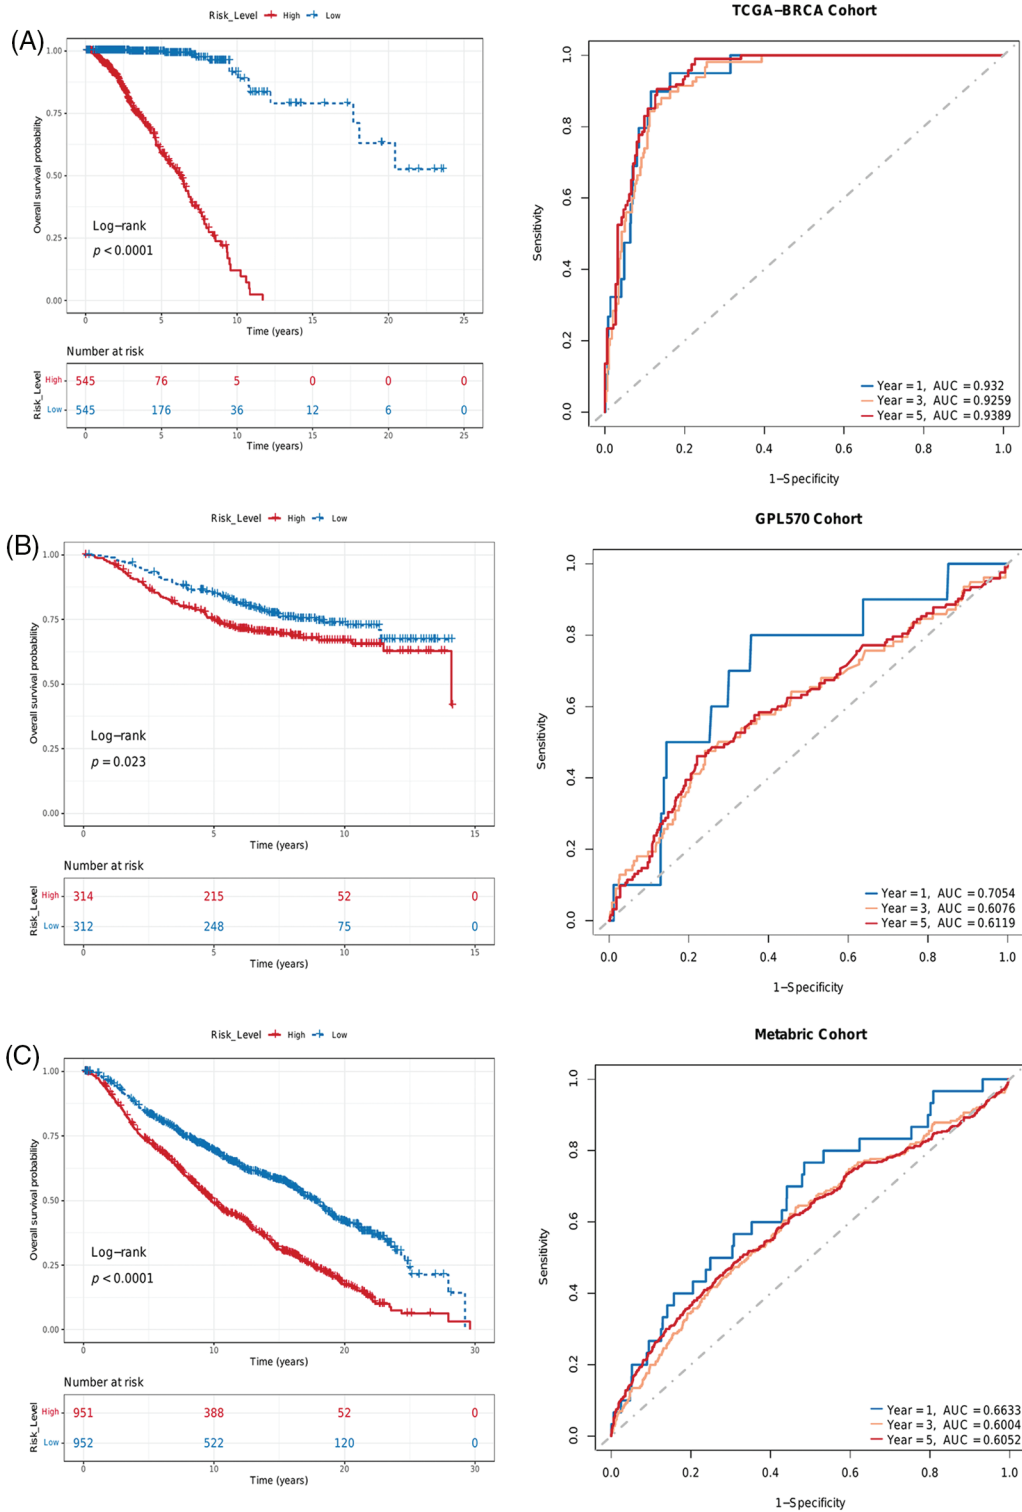 (A)
Risk_Level High Low
Overall survival probability
1.00
0.75
0.50
0.25
0.00
Log−rank
p < 0.0001
0 5 10 15 20 25
Time (years)
Number at risk
Risk_Level
High 545 76 5 0 0 0
Low 545 176 36 12 6 0
0 5 10 15 20 25
Time (years)
TCGA−BRCA Cohort
Sensitivity
1.0
0.8
0.6
0.4
0.2
0.0
Year = 1, AUC = 0.932
Year = 3, AUC = 0.9259
Year = 5, AUC = 0.9389
0.0 0.2 0.4 0.6 0.8 1.0
1−Specificity
(B)
Risk_Level High Low
Overall survival probability
1.00
0.75
0.50
0.25
0.00
Log−rank
p = 0.023
0 5 10 15
Time (years)
Number at risk
Risk_Level
High 314 215 52 0
Low 312 248 75 0
0 5 10 15
Time (years)
GPL570 Cohort
Sensitivity
1.0
0.8
0.6
0.4
0.2
0.0
Year = 1, AUC = 0.7054
Year = 3, AUC = 0.6076
Year = 5, AUC = 0.6119
0.0 0.2 0.4 0.6 0.8 1.0
1−Specificity
(C)
Risk_Level High Low
Overall survival probability
1.00
0.75
0.50
0.25
0.00
Log−rank
p < 0.0001
0 10 20 30
Time (years)
Number at risk
Risk_Level
High 951 388 52 0
Low 952 522 120 0
0 10 20 30
Time (years)
Metabric Cohort
Sensitivity
1.0
0.8
0.6
0.4
0.2
0.0
Year = 1, AUC = 0.6633
Year = 3, AUC = 0.6004
Year = 5, AUC = 0.6052
0.0 0.2 0.4 0.6 0.8 1.0
1−Specificity